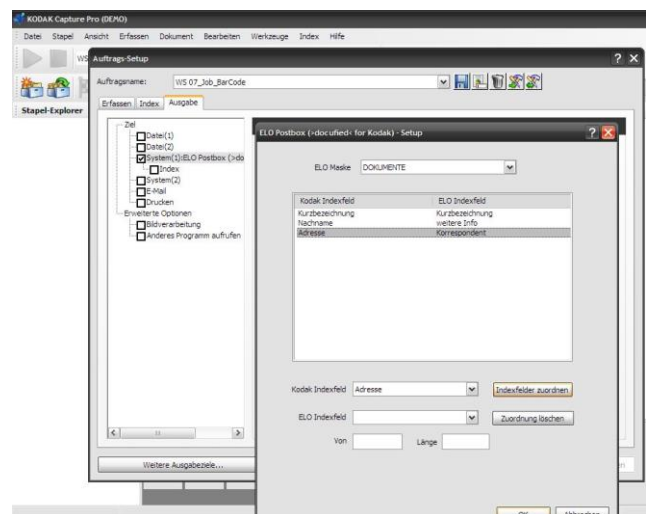 KODAK Capture Pro (DEMO)
Datei Stapel Ansicht Erfassen Dokument Bearbeiten Werkzeuge Index Hilfe
WS
Auftrags-Setup
Auftragsname: WS 07_Job_BarCode
Stapel-Explorer
Erfassen Index Ausgabe
Ziel
Datei(1)
Datei(2)
System(1):ELO Postbox (>do
Index
System(2)
E-Mail
Drucken
Erweiterte Optionen
Bildverarbeitung
Anderes Programm aufrufen
Weitere Ausgabeziele...
ELO Postbox (>docufied< for Kodak) - Setup
ELO Maske DOKUMENTE
Kodak Indexfeld ELO Indexfeld
Kurzbezeichnung Kurzbezeichnung
Nachname weitere Info
Adresse Korrespondent
Kodak Indexfeld Adresse Indexfelder zuordnen
ELO Indexfeld Zuordnung löschen
Von Länge
OK Abbrechen